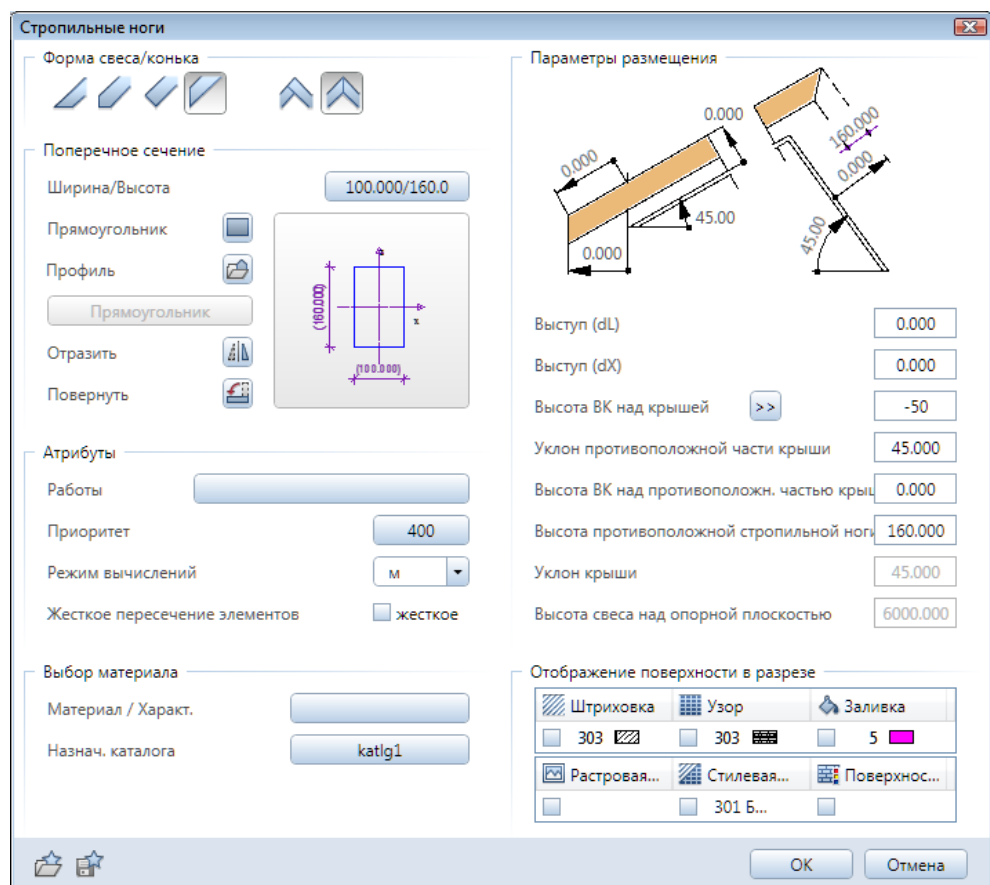 Стропильные ноги
Форма свеса/конька
Поперечное сечение
Ширина/Высота
100.000/160.0
Прямоугольник
Профиль
Прямоугольник
Отразить
Повернуть
(160.000)
x
(100.000)
Атрибуты
Работы
Приоритет
400
Режим вычислений
м
Жесткое пересечение элементов
жесткое
Выбор материала
Материал / Характ.
Назнач. каталога
katlg1
Параметры размещения
0.000
160.000
0.000
0.000
45.00
45.00
0.000
Выступ (dL)
0.000
Выступ (dX)
0.000
Высота ВК над крышей
>>
-50
Уклон противоположной части крыши
45.000
Высота ВК над противоположн. частью крыш
0.000
Высота противоположной стропильной ноги
160.000
Уклон крыши
45.000
Высота свеса над опорной плоскостью
6000.000
Отображение поверхности в разрезе
Штриховка Узор Заливка
303 303 5
Растровая... Стилевая... Поверхнос...
301 Б...
OK
Отмена